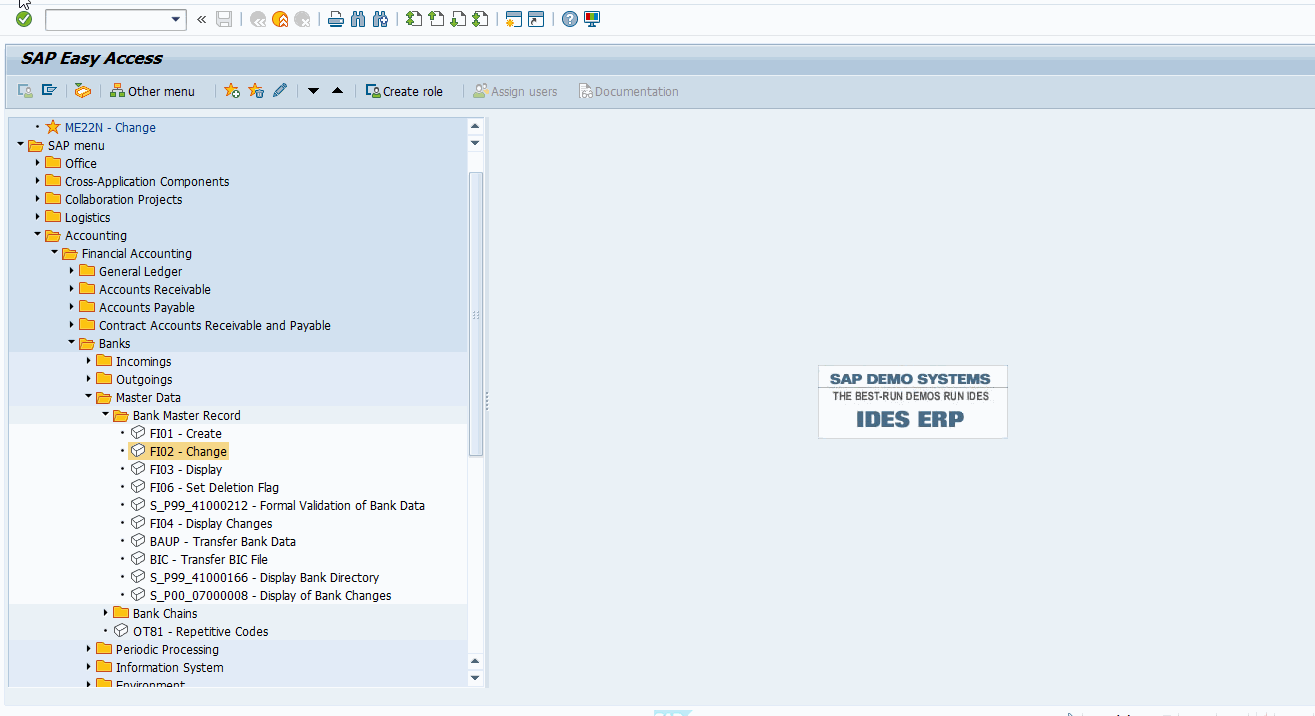 SAP Easy Access
Other menu
Create role
Assign users
Documentation
ME22N - Change
SAP menu
Office
Cross-Application Components
Collaboration Projects
Logistics
Accounting
Financial Accounting
General Ledger
Accounts Receivable
Accounts Payable
Contract Accounts Receivable and Payable
Banks
Incomings
Outgoings
Master Data
Bank Master Record
FI01 - Create
FI02 - Change
FI03 - Display
FI06 - Set Deletion Flag
S_P99_41000212 - Formal Validation of Bank Data
FI04 - Display Changes
BAUP - Transfer Bank Data
BIC - Transfer BIC File
S_P99_41000166 - Display Bank Directory
S_P00_07000008 - Display of Bank Changes
Bank Chains
OT81 - Repetitive Codes
Periodic Processing
Information System
Environment
SAP DEMO SYSTEMS
THE BEST-RUN DEMOS RUN IDES
IDES ERP